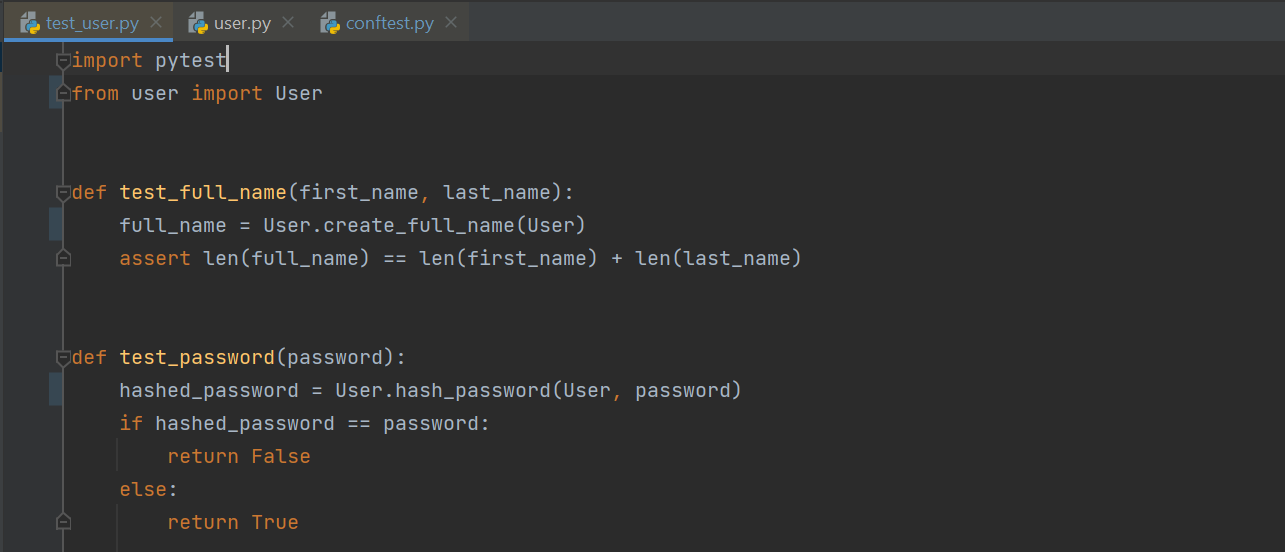 test_user.py user.py conftest.py
import pytest
from user import User
def test_full_name(first_name, last_name):
    full_name = User.create_full_name(User)
    assert len(full_name) == len(first_name) + len(last_name)
def test_password(password):
    hashed_password = User.hash_password(User, password)
    if hashed_password == password:
        return False
    else:
        return True